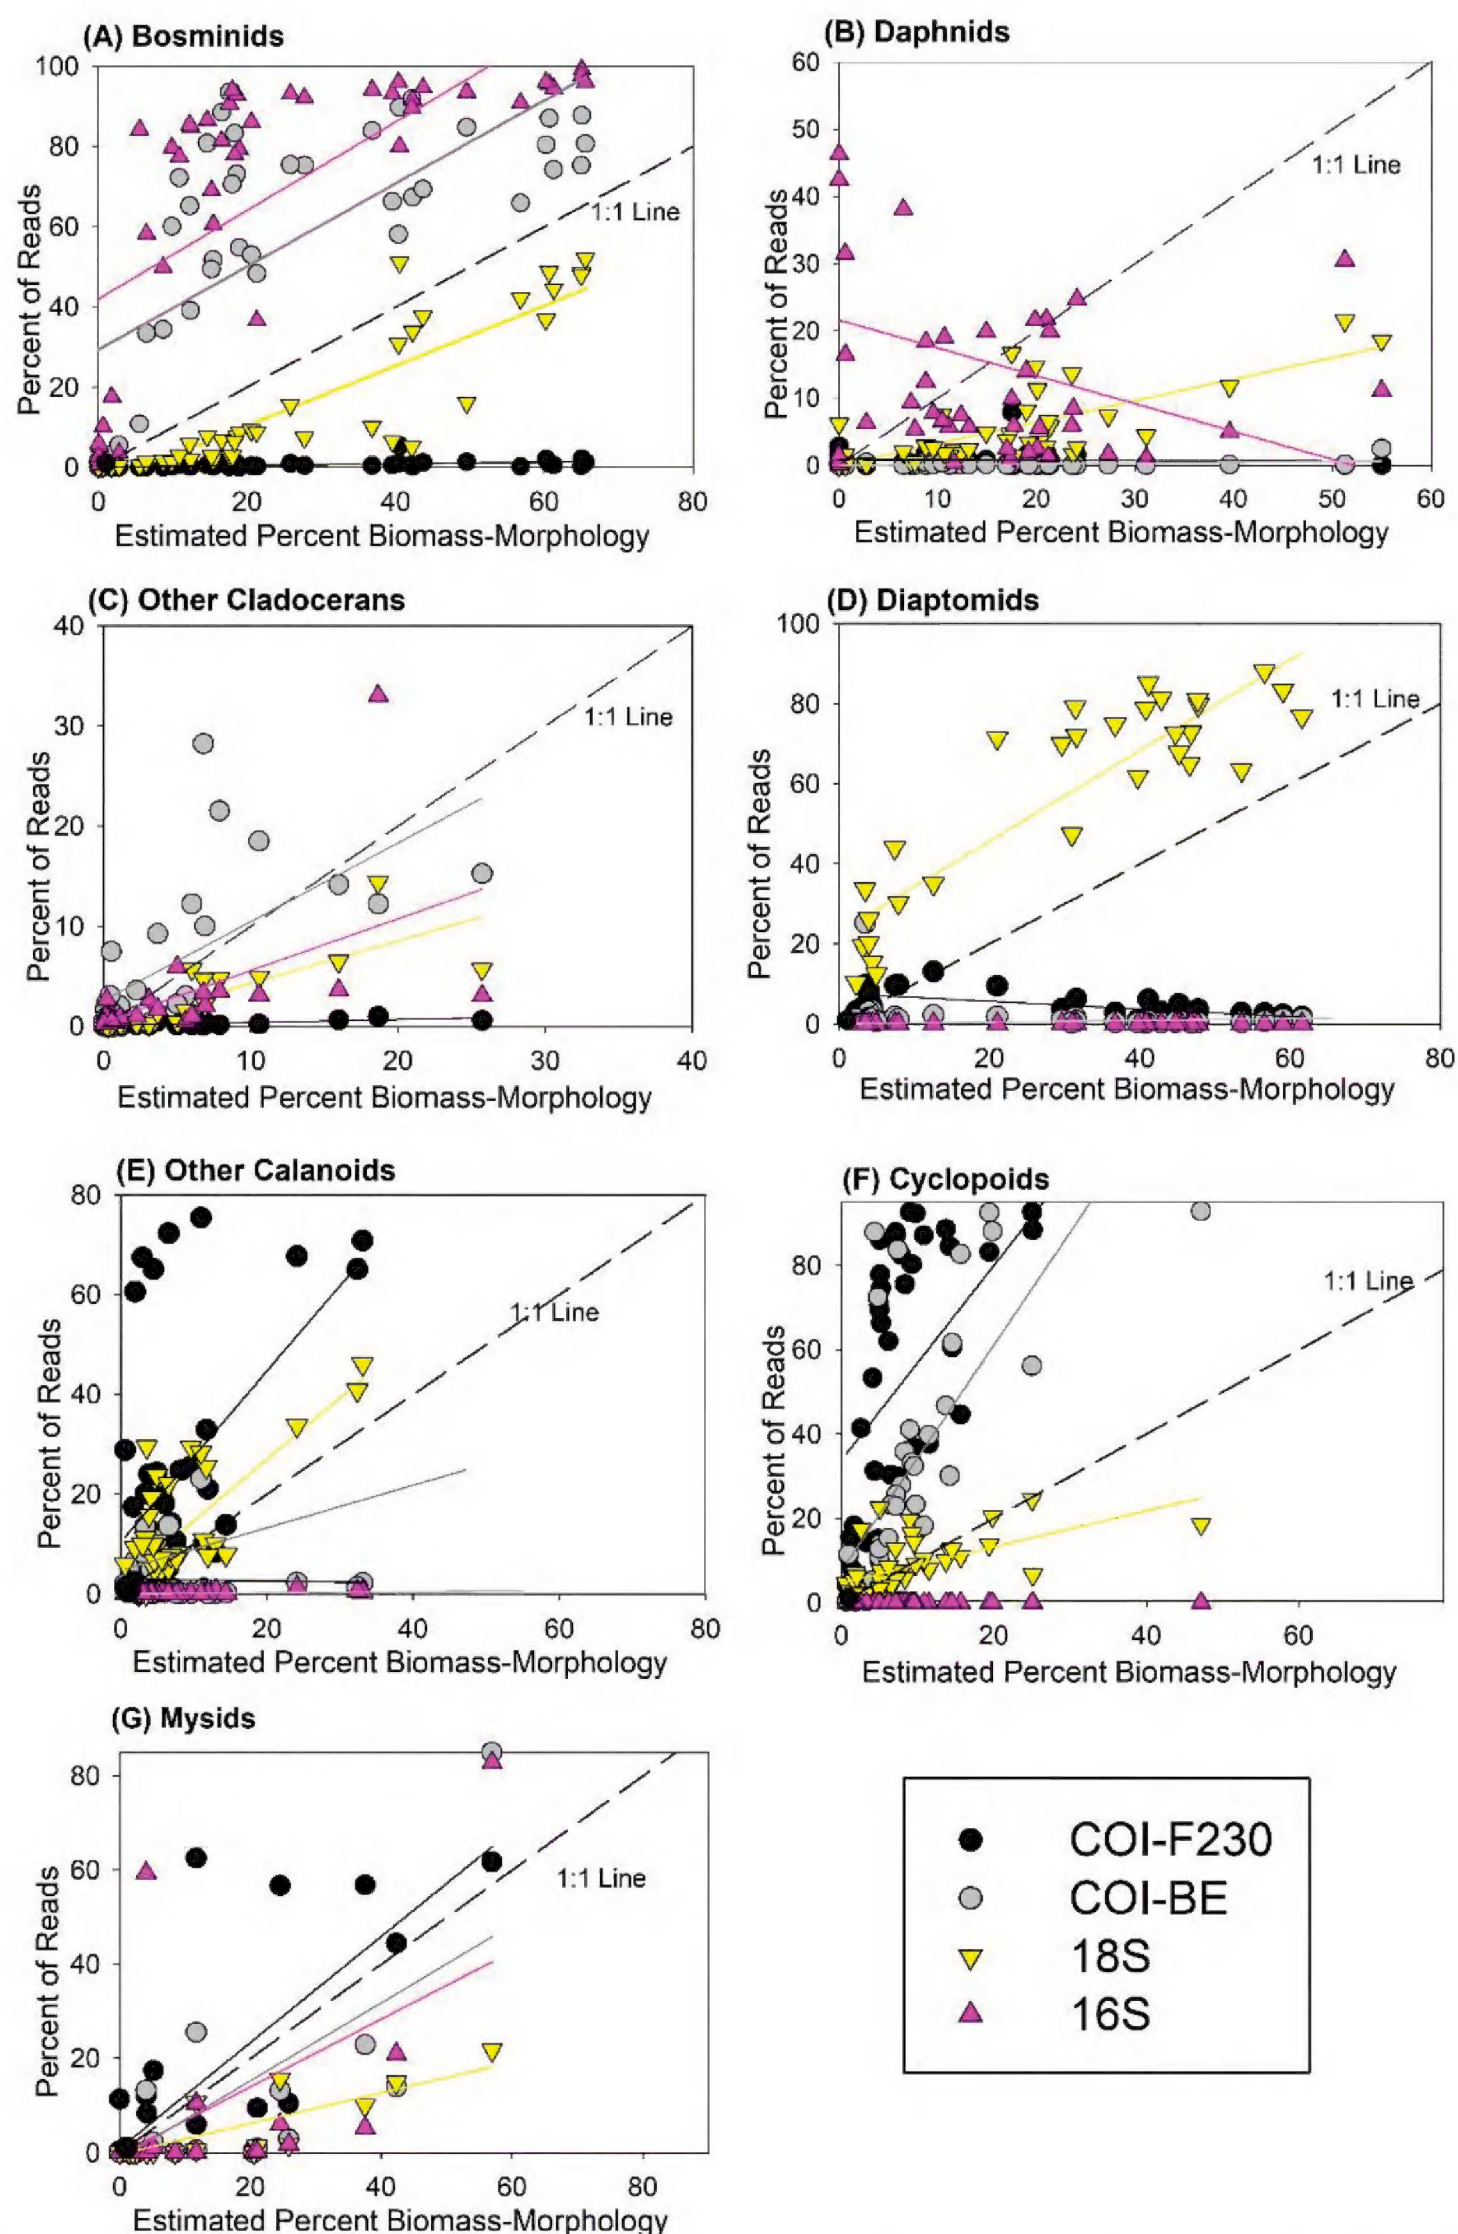 (A) Bosminids
100
80
60
40
20
0
0 20 40 60 80
Percent of Reads
Estimated Percent Biomass-Morphology
1:1 Line
(B) Daphnids
60
50
40
30
20
10
0
0 10 20 30 40 50 60
Percent of Reads
Estimated Percent Biomass-Morphology
1:1 Line
(C) Other Cladocerans
40
30
20
10
0
0 10 20 30 40
Percent of Reads
Estimated Percent Biomass-Morphology
1:1 Line
(D) Diaptomids
100
80
60
40
20
0
0 20 40 60 80
Percent of Reads
Estimated Percent Biomass-Morphology
1:1 Line
(E) Other Calanoids
80
60
40
20
0
0 20 40 60 80
Percent of Reads
Estimated Percent Biomass-Morphology
1:1 Line
(F) Cyclopoids
80
60
40
20
0
0 20 40 60
Percent of Reads
Estimated Percent Biomass-Morphology
1:1 Line
(G) Mysids
80
60
40
20
0
0 20 40 60 80
Percent of Reads
Estimated Percent Biomass-Morphology
1:1 Line
COI-F230
COI-BE
18S
16S